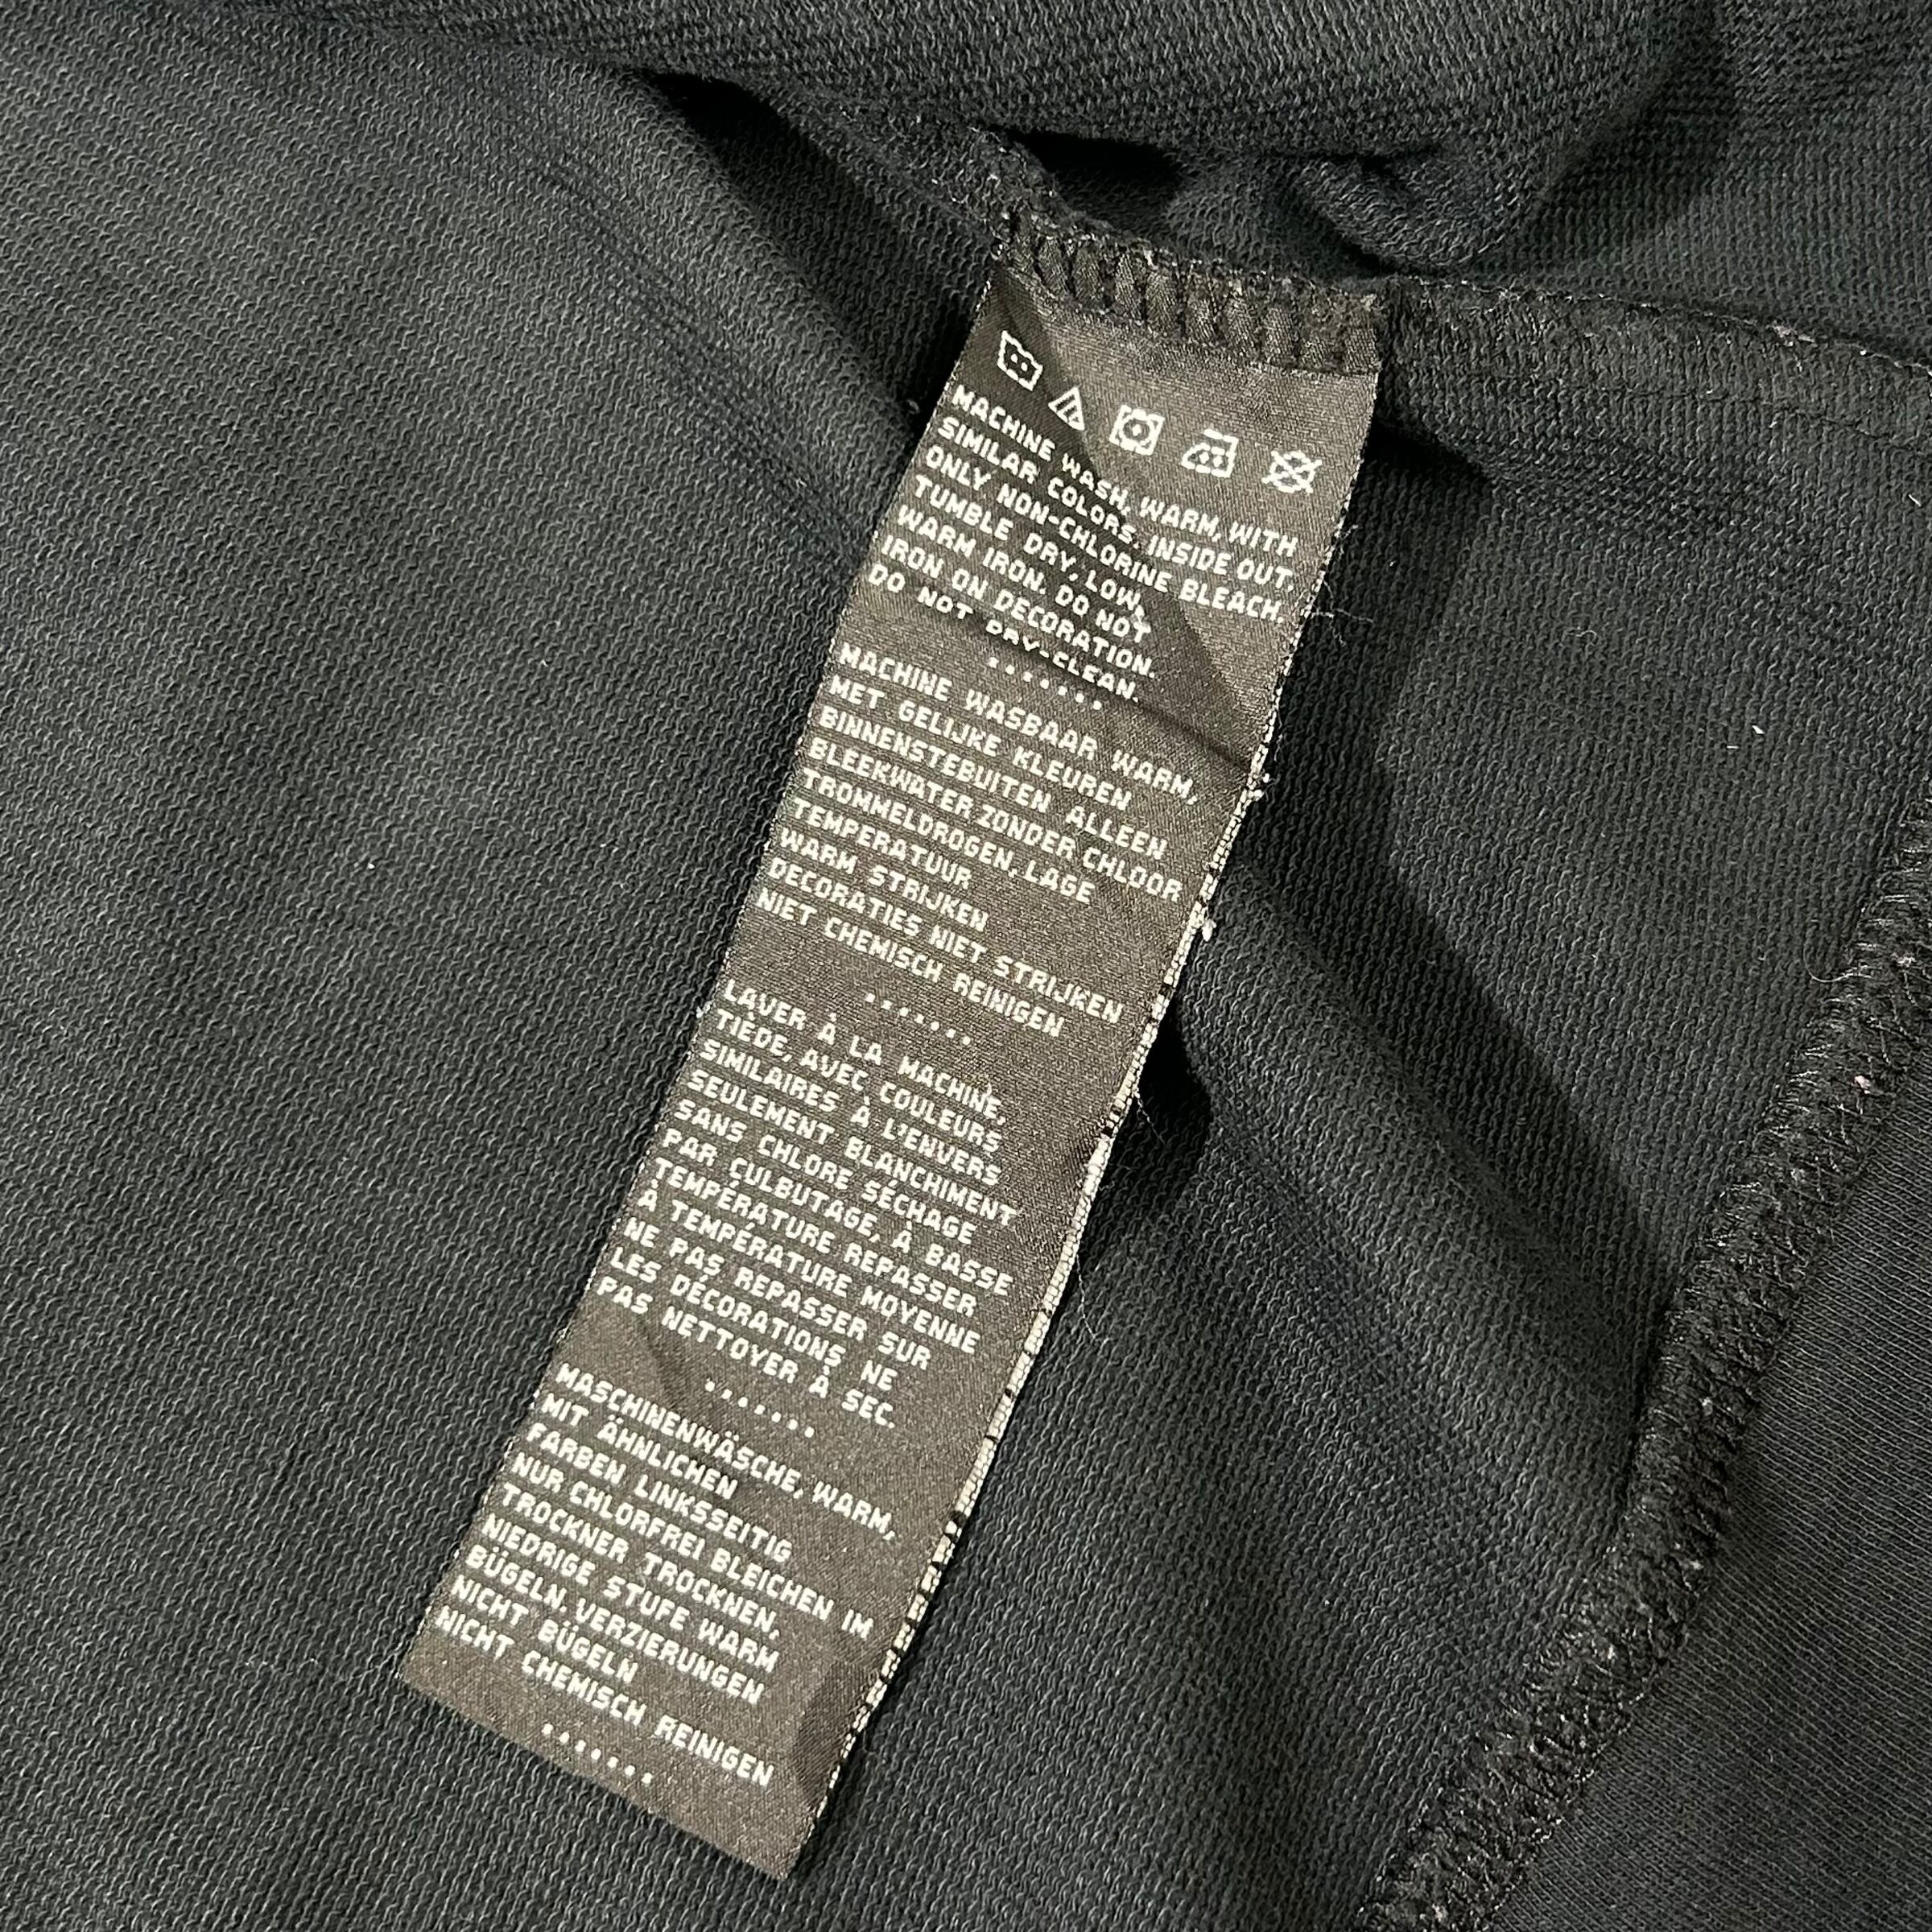 MACHINE WASH, WARM, WITH
SIMILAR COLORS, INSIDE OUT.
ONLY NON-CHLORINE BLEACH.
TUMBLE DRY, LOW,
WARM IRON. DO NOT
IRON ON DECORATION.
DO NOT DRY-CLEAN.
MACHINE WASBAAR WARM,
MET GELIJKE KLEUREN
BINNENSTEBUITEN ALLEEN
BLEEKWATER ZONDER CHLOOR
TROMMELDROGEN, LAGE
TEMPERATUUR
WARM STRIJKEN
DECORATIES NIET STRIJKEN
NIET CHEMISCH REINIGEN
LAVER À LA MACHINE,
TIÈDE, AVEC COULEURS
SIMILAIRES À L'ENVERS
SEULEMENT BLANCHIMENT
SANS CHLORE SÉCHAGE
PAR CULBUTAGE, À BASSE
TEMPÉRATURE REPASSER
À TEMPÉRATURE MOYENNE
NE PAS REPASSER SUR
LES DÉCORATIONS NE
PAS NETTOYER À SEC.
MASCHINENWÄSCHE, WARM,
MIT ÄHNLICHEN
FARBEN LINKSSEITIG
NUR CHLORFREI BLEICHEN IM
TROCKNER TROCKNEN,
NIEDRIGE STUFE WARM
BÜGELN, VERZIERUNGEN
NICHT BÜGELN
NICHT CHEMISCH REINIGEN